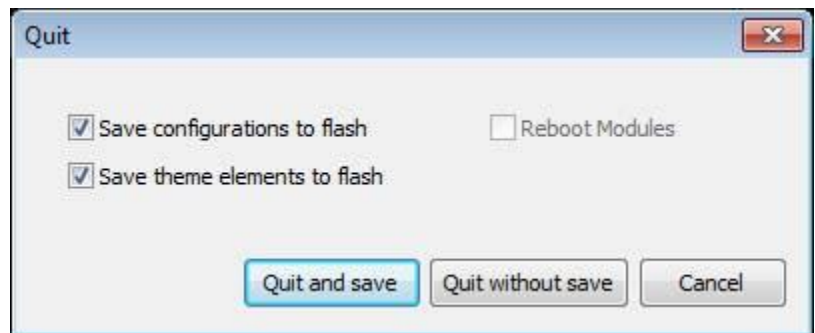 Quit
Save configurations to flash
Reboot Modules
Save theme elements to flash
Quit and save
Quit without save
Cancel